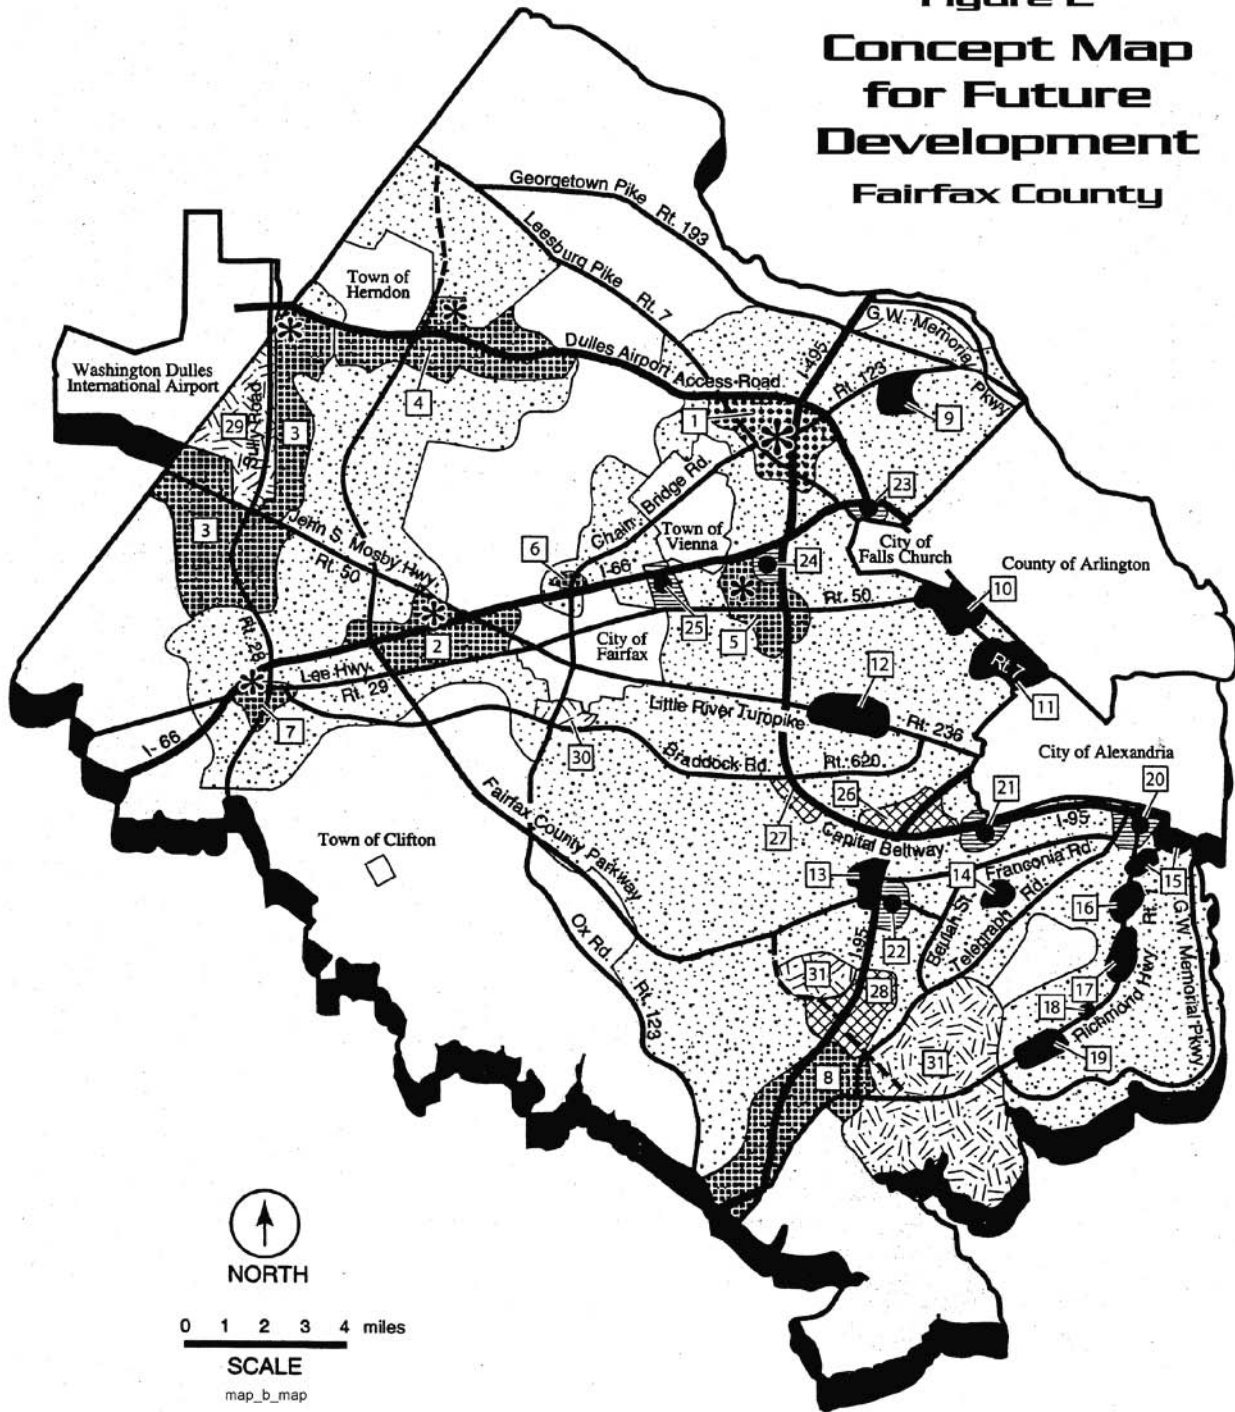 Figure E
Concept Map
for Future
Development
Fairfax County
Georgetown Pike Rt. 193
Leesburg Pike Rt. 7
Town of
Herndon
G.W. Memorial
Pkwy
I-495
Rt. 123
Dulles Airport Access Road
Washington Dulles
International Airport
Sully Road
29
3
4
1
9
3
23
Chain Bridge Rd.
Town of
Vienna
City of
Falls Church
County of Arlington
John S. Mosby Hwy.
Rt. 50
6
I-66
24
10
Rt. 50
25
5
City of
Fairfax
2
12
Rt. 7
11
Rt. 28
Lee Hwy.
Rt. 29
Little River Turnpike
Rt. 236
I-66
7
30
Braddock Rd.
Rt. 620
City of Alexandria
20
26
21
27
Capital Beltway
I-95
Fairfax County Parkway
Town of Clifton
13
14
Franconia Rd.
15
16
Rt. 1
Beulah St.
Telegraph Rd.
G.W. Memorial Pkwy
22
Ox Rd.
Rt. 123
95
31
28
17
18
Richmond Hwy
19
31
8
NORTH
0 1 2 3 4 miles
SCALE
map_b_map